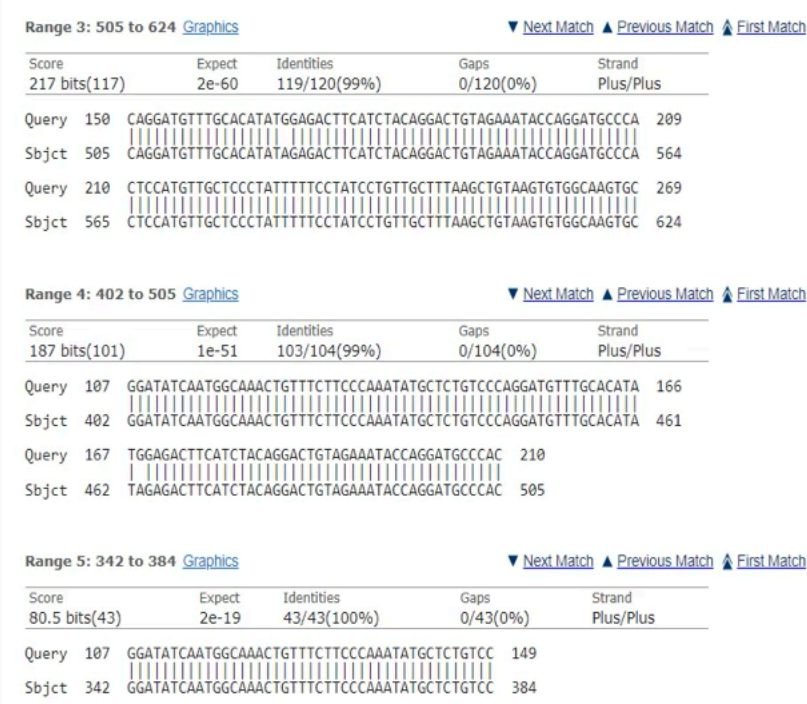 Range 3: 505 to 624 Graphics ▼ Next Match ▲ Previous Match First Match
Score Expect Identities Gaps Strand
217 bits(117) 2e-60 119/120(99%) 0/120(0%) Plus/Plus
Query 150 CAGGATGTTTGCACATATGGAGACTTCATCTACAGGACTGTAGAAATACCAGGATGCCCA 209
Sbjct 505 CAGGATGTTTGCACATATAGAGACTTCATCTACAGGACTGTAGAAATACCAGGATGCCCA 564
Query 210 CTCCATGTTGCTCCCTATTTTTCCTATCCTGTTGCTTTAAGCTGTAAGTGTGGCAAGTGC 269
Sbjct 565 CTCCATGTTGCTCCCTATTTTTCCTATCCTGTTGCTTTAAGCTGTAAGTGTGGCAAGTGC 624
Range 4: 402 to 505 Graphics ▼ Next Match ▲ Previous Match First Match
Score Expect Identities Gaps Strand
187 bits(101) 1e-51 103/104(99%) 0/104(0%) Plus/Plus
Query 107 GGATATCAATGGCAAACTGTTTCTTCCCAAATATGCTCTGTCCCAGGATGTTTGCACATA 166
Sbjct 402 GGATATCAATGGCAAACTGTTTCTTCCCAAATATGCTCTGTCCCAGGATGTTTGCACATA 461
Query 167 TGGAGACTTCATCTACAGGACTGTAGAAATACCAGGATGCCCAC 210
Sbjct 462 TAGAGACTTCATCTACAGGACTGTAGAAATACCAGGATGCCCAC 505
Range 5: 342 to 384 Graphics ▼ Next Match ▲ Previous Match First Match
Score Expect Identities Gaps Strand
80.5 bits(43) 2e-19 43/43(100%) 0/43(0%) Plus/Plus
Query 107 GGATATCAATGGCAAACTGTTTCTTCCCAAATATGCTCTGTCC 149
Sbjct 342 GGATATCAATGGCAAACTGTTTCTTCCCAAATATGCTCTGTCC 384